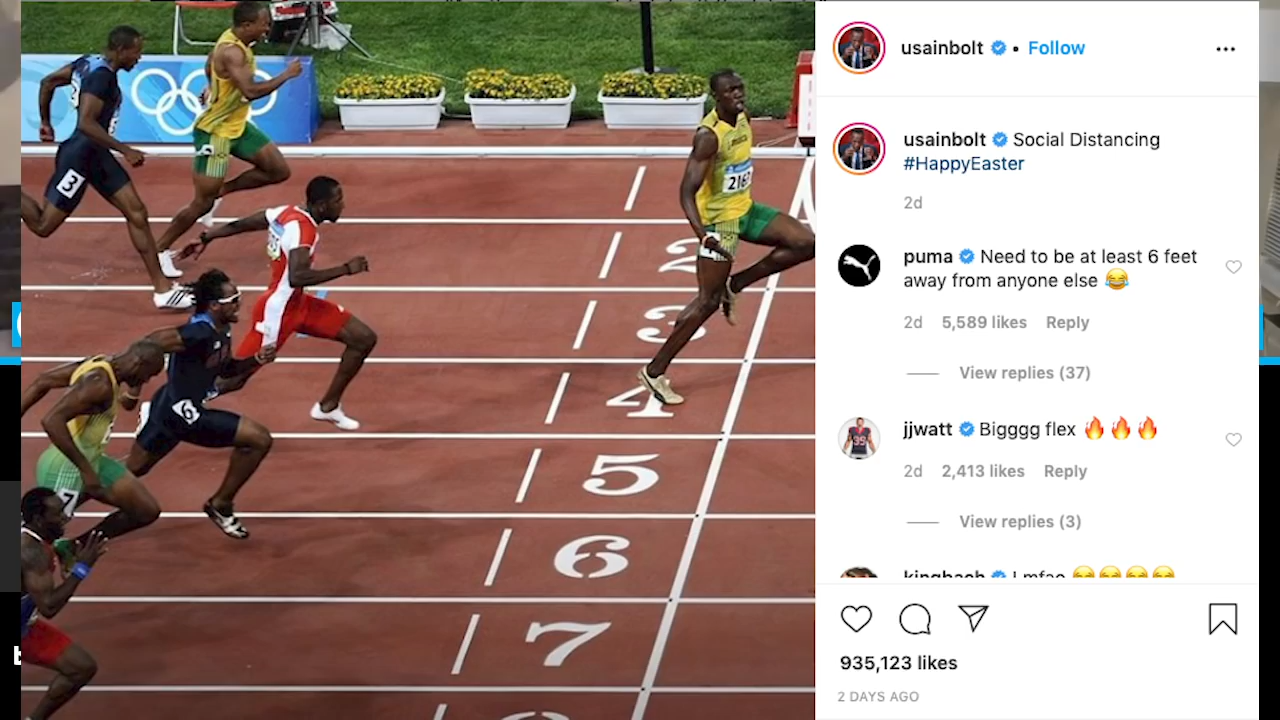 usainbolt • Follow
usainbolt Social Distancing
#HappyEaster
2d
puma Need to be at least 6 feet
away from anyone else 😂
2d 5,589 likes Reply
View replies (37)
jjwatt Bigggg flex 🔥🔥🔥
2d 2,413 likes Reply
View replies (3)
935,123 likes
2 DAYS AGO
3
2
3
4
5
6
7
6
7